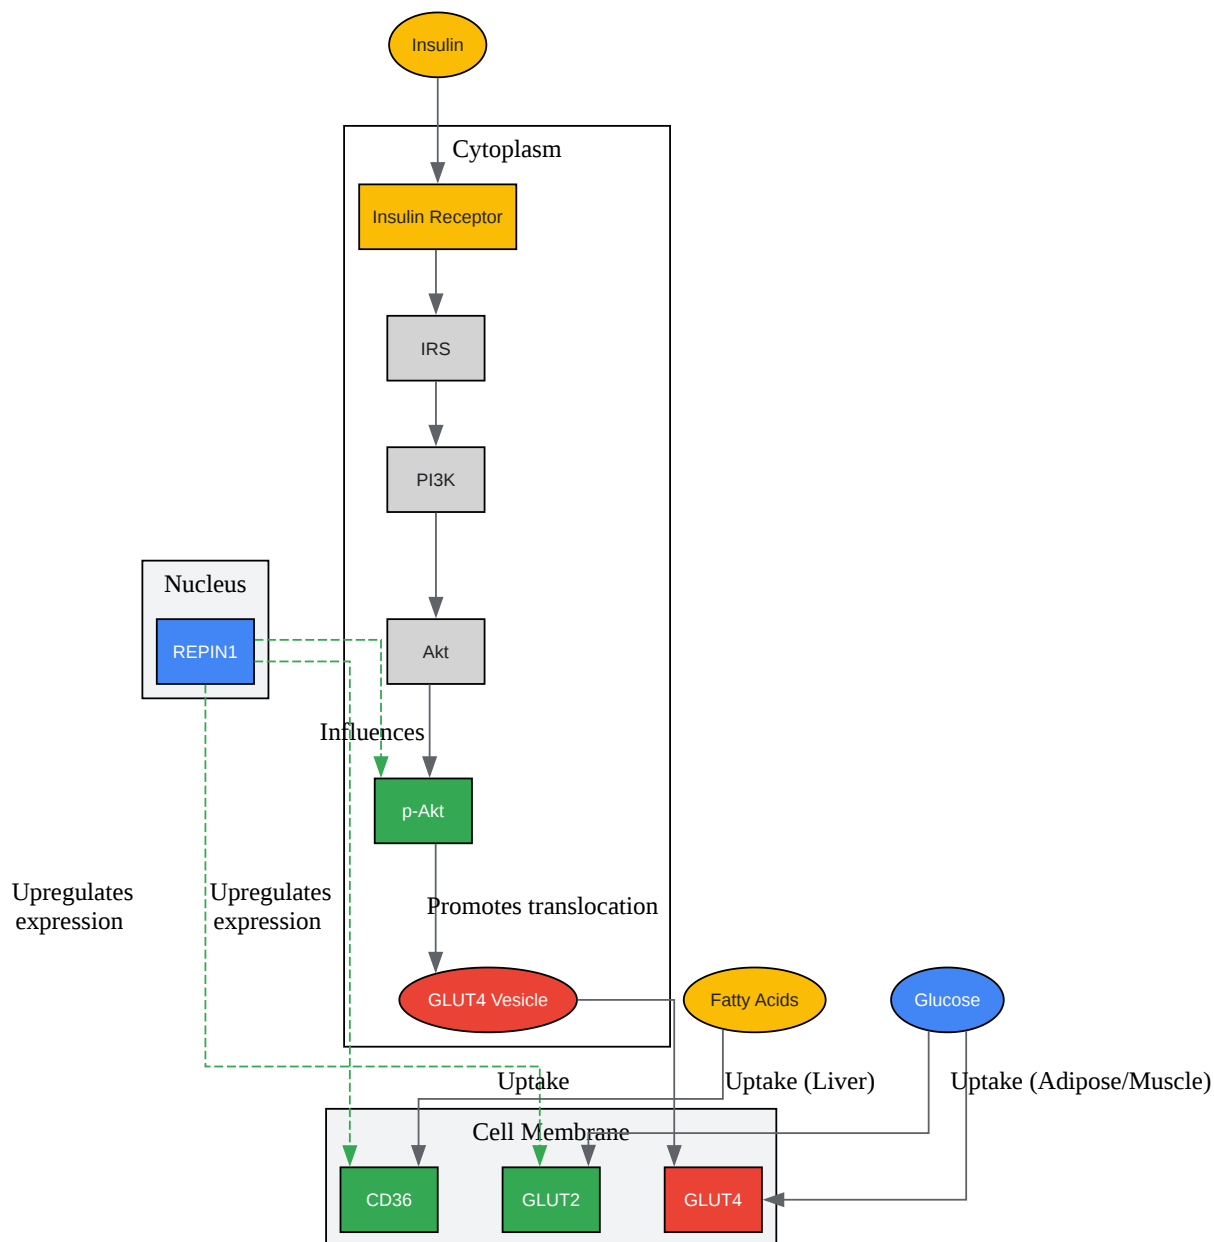 Insulin
Cytoplasm
Insulin Receptor
IRS
PI3K
Nucleus
REPIN1
Akt
Influences
p-Akt
Upregulates
expression
Upregulates
expression
Promotes translocation
GLUT4 Vesicle
Fatty Acids
Glucose
Uptake
Uptake (Liver)
Uptake (Adipose/Muscle)
Cell Membrane
CD36
GLUT2
GLUT4